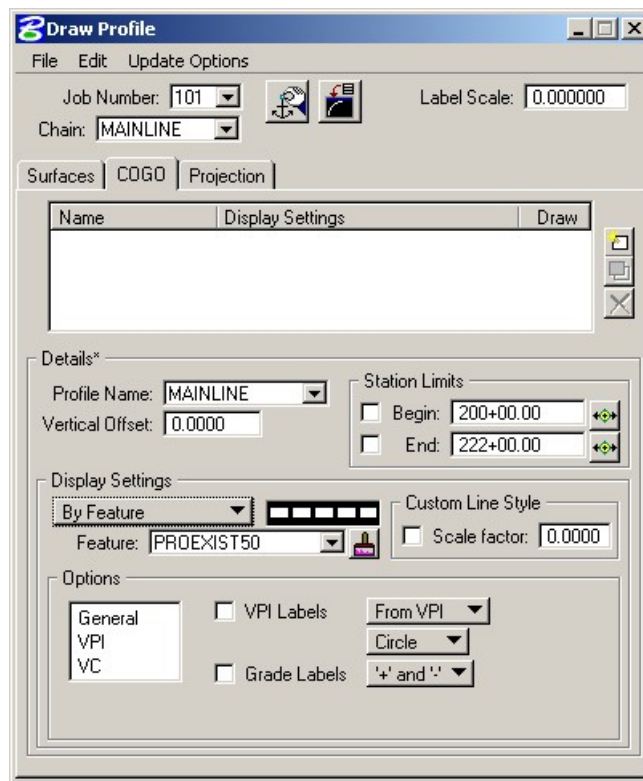 Draw Profile
File Edit Update Options
Job Number: 101 Label Scale: 0.000000
Chain: MAINLINE
Surfaces COGO Projection
Name Display Settings Draw
Details*
Profile Name: MAINLINE Station Limits
Begin: 200+00.00
Vertical Offset: 0.0000
End: 222+00.00
Display Settings
By Feature Custom Line Style
Feature: PROEXIST50 Scale factor: 0.0000
Options
General VPI Labels From VPI
VPI Circle
VC Grade Labels '+' and '-'